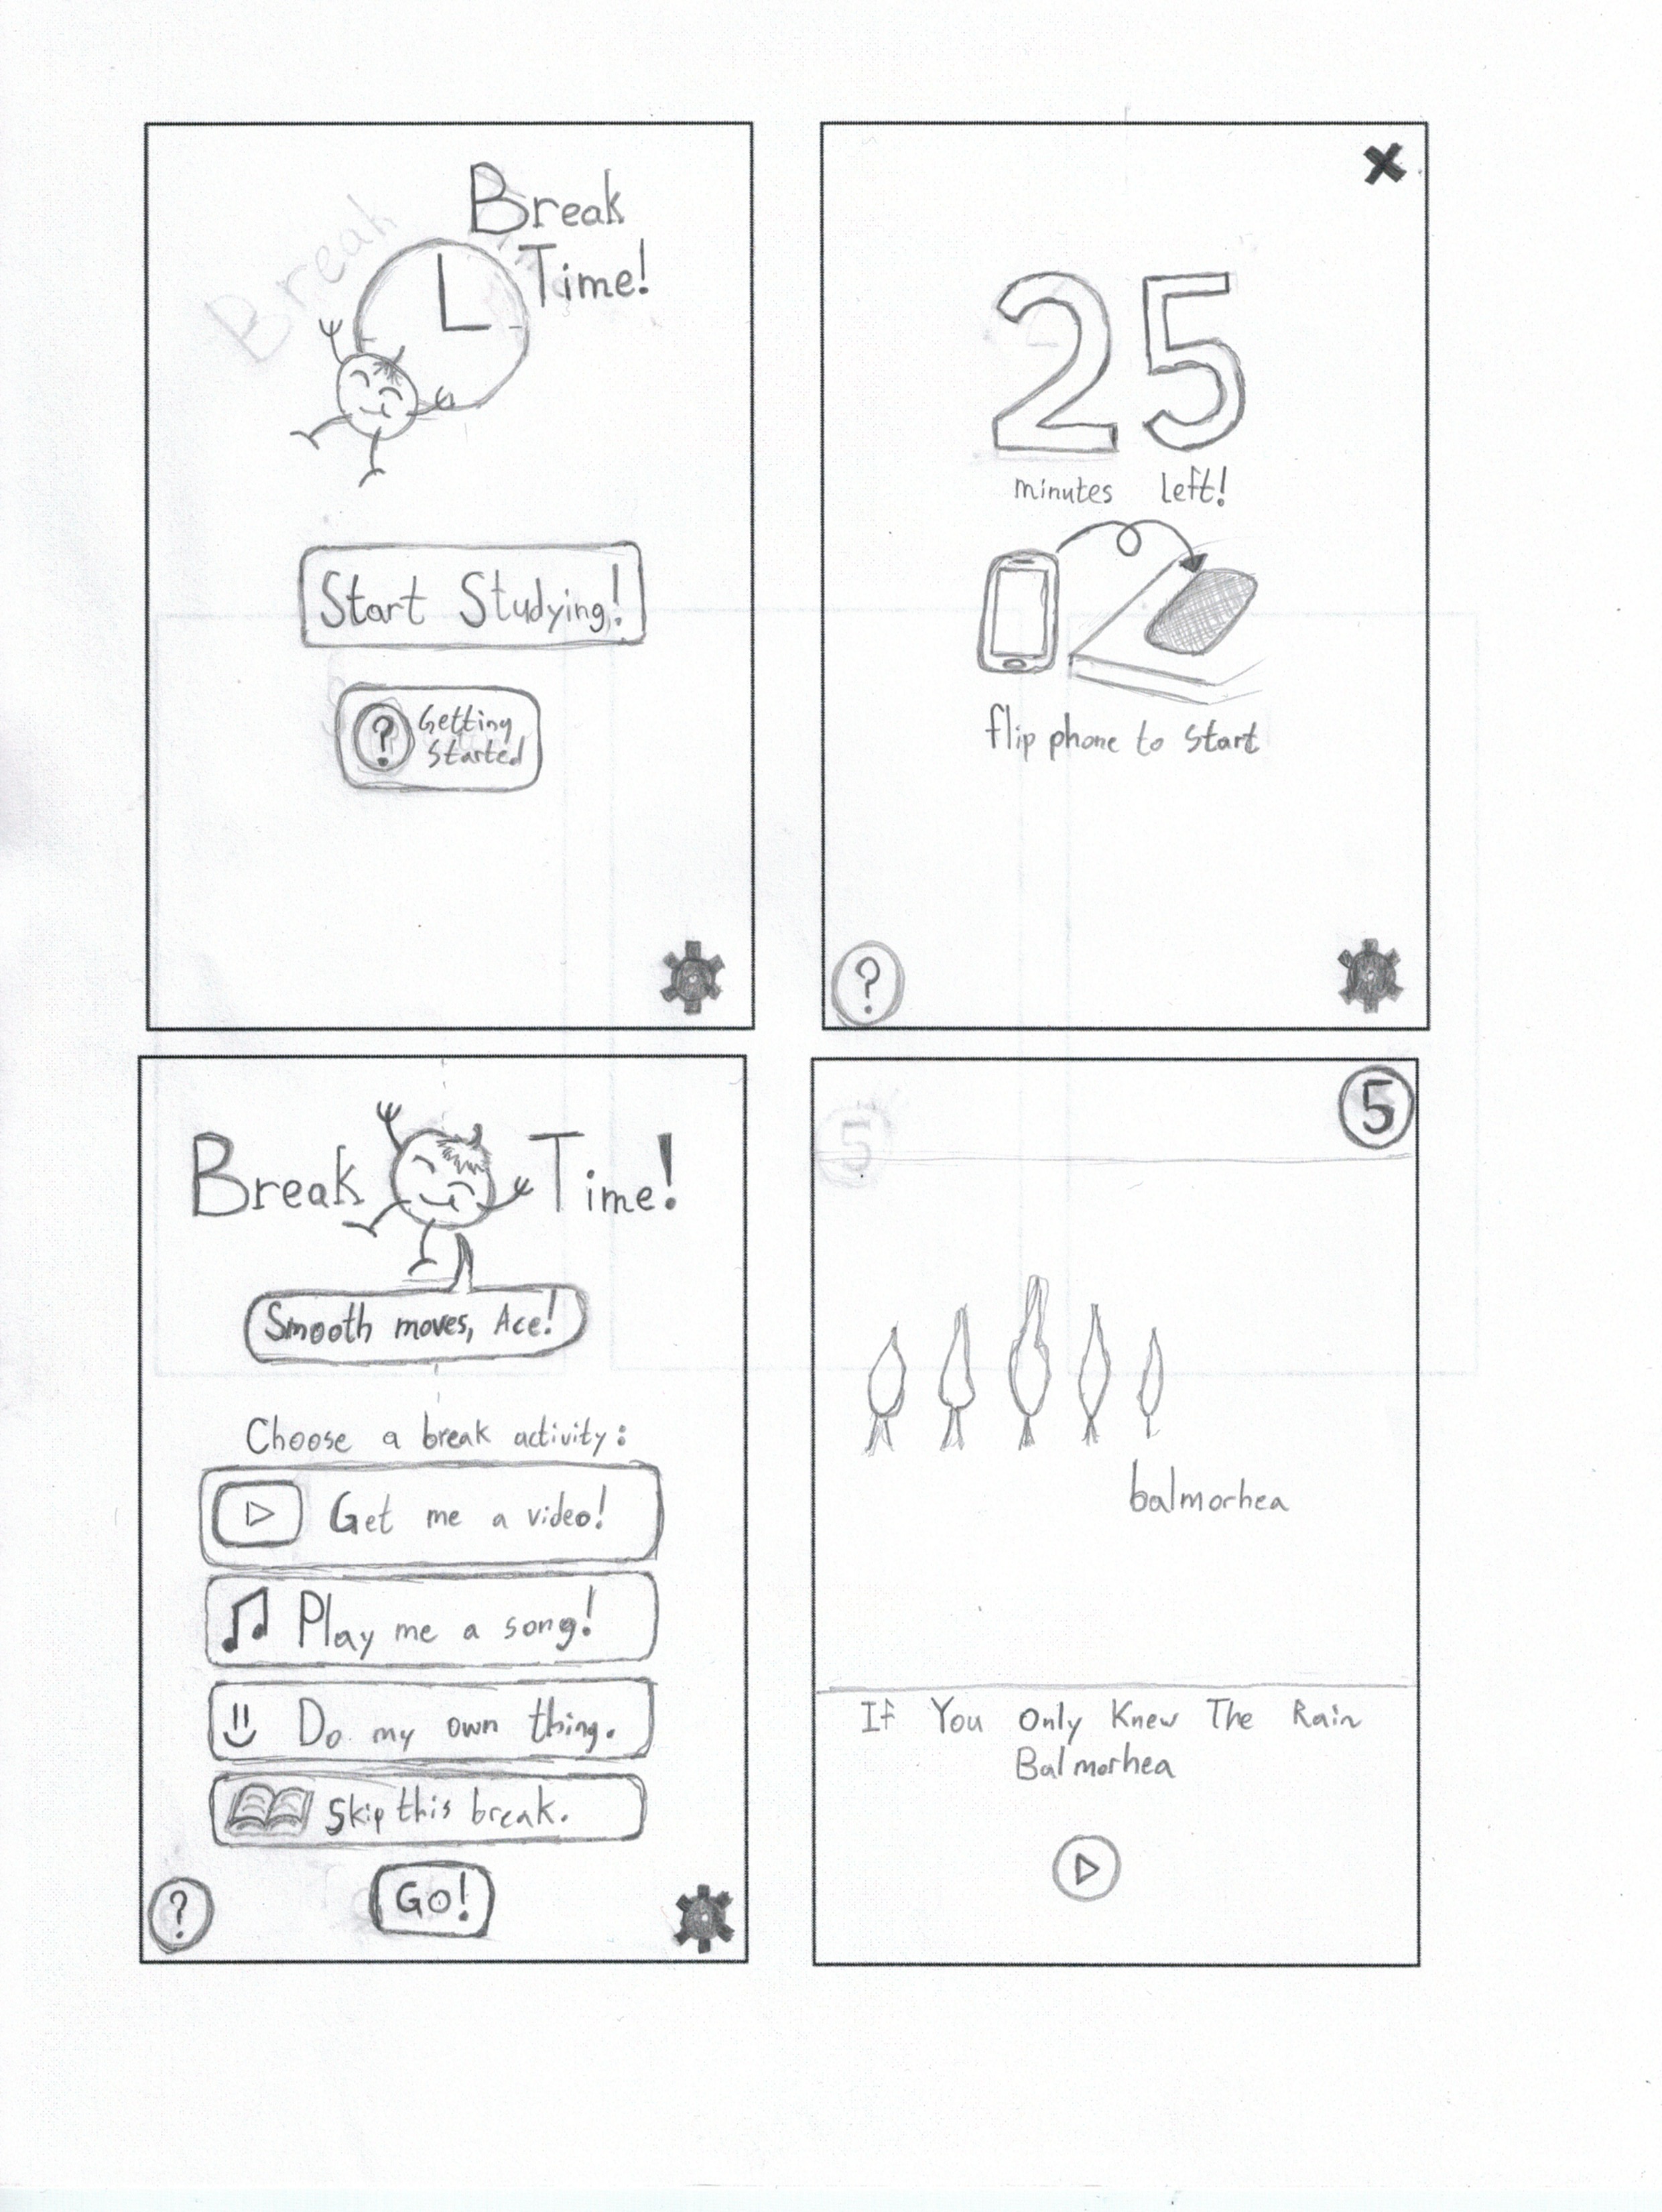 Break
Break
Time!
Start Studying!
?
Getting
Started
25
minutes left!
flip phone to start
?
Break Time!
Smooth moves, Ace!
Choose a break activity:
Get me a video!
Play me a song!
Do my own thing.
Skip this break.
GO!
?
5
5
balmorhea
If You Only Knew The Rain
Balmorhea